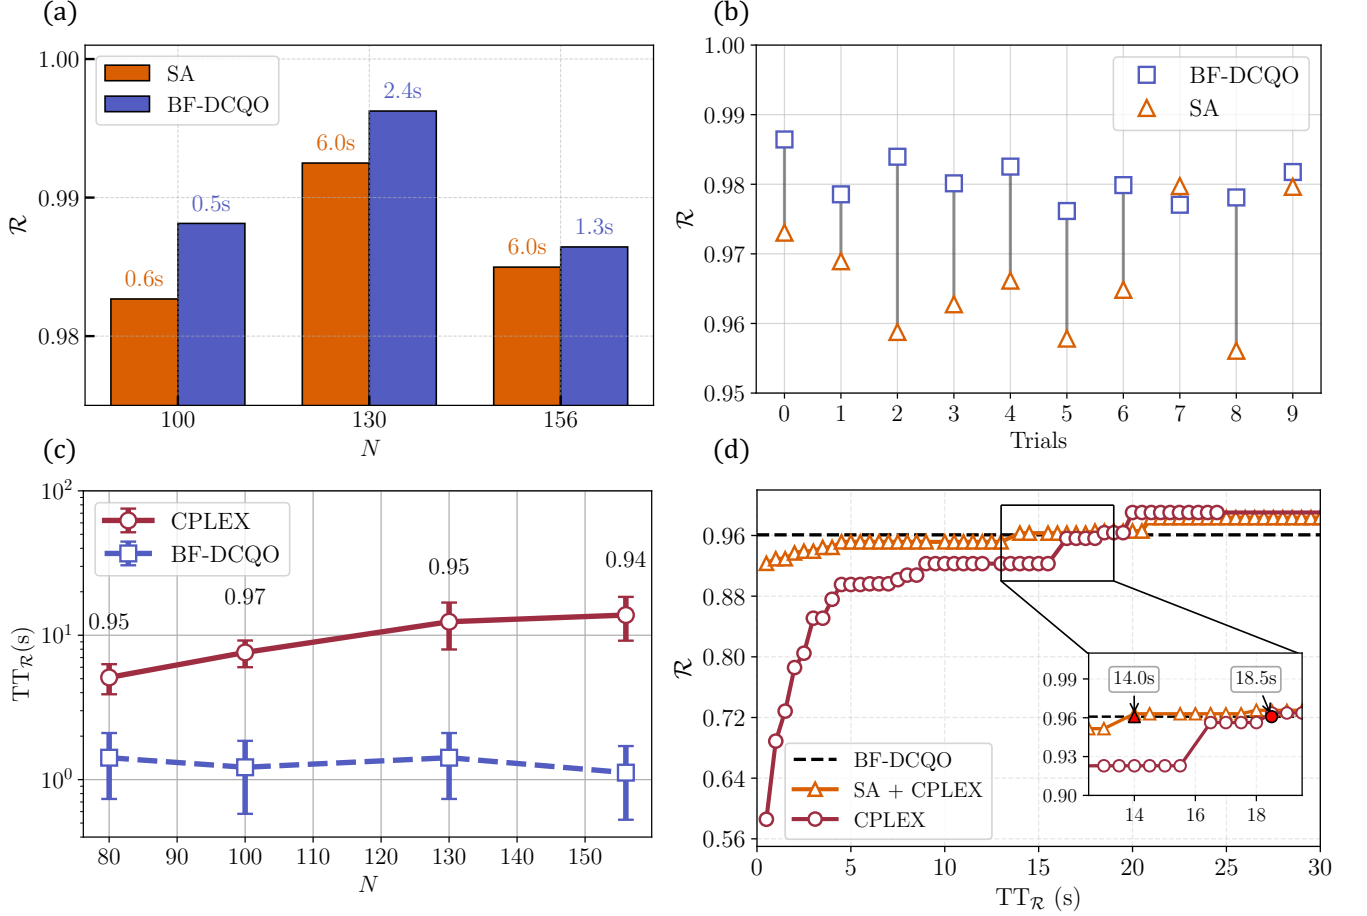 (a)
1.00
0.99
0.98
R
SA
BF-DCQO
0.6s
0.5s
6.0s
2.4s
6.0s
1.3s
100 130 156
N
(b)
1.00
0.99
0.98
0.97
0.96
0.95
R
BF-DCQO
SA
0 1 2 3 4 5 6 7 8 9
Trials
(c)
10²
10¹
10⁰
TT_R(s)
CPLEX
BF-DCQO
0.95
0.97
0.95
0.94
80 90 100 110 120 130 140 150
N
(d)
0.96
0.88
0.80
0.72
0.64
0.56
R
BF-DCQO
SA + CPLEX
CPLEX
14.0s
18.5s
0.99
0.96
0.93
0.90
14 16 18
0 5 10 15 20 25 30
TT_R (s)